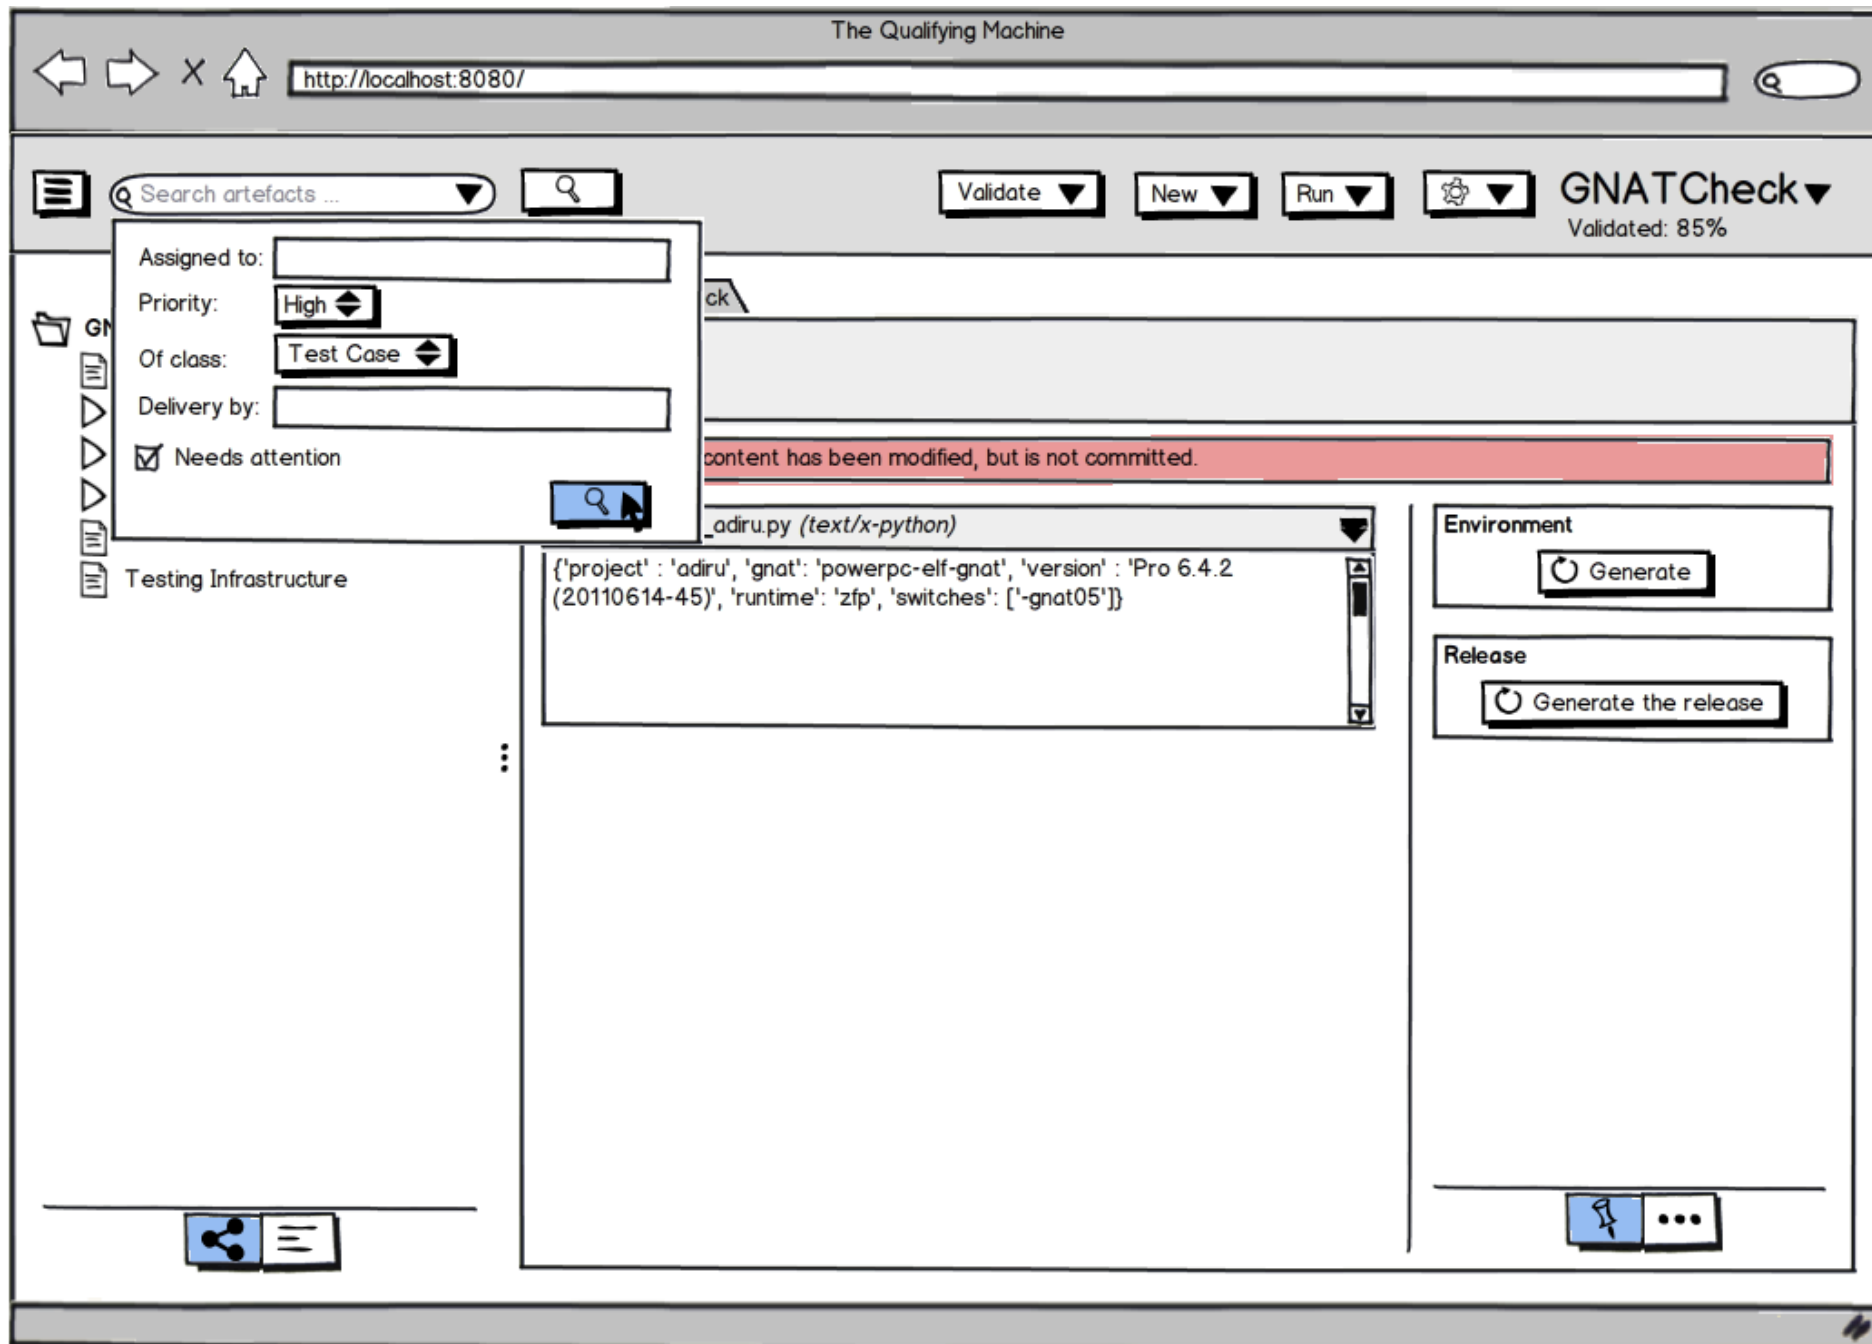 The Qualifying Machine
http://localhost:8080/
Search artefacts ...
Validate
New
Run
GNATCheck
Validated: 85%
Assigned to:
Priority:
High
Of class:
Test Case
Delivery by:
Needs attention
Testing Infrastructure
ck
content has been modified, but is not committed.
_adiru.py (text/x-python)
{'project' : 'adiru', 'gnat': 'powerpc-elf-gnat', 'version' : 'Pro 6.4.2
(20110614-45)', 'runtime': 'zfp', 'switches': ['-gnat05']}
Environment
Generate
Release
Generate the release